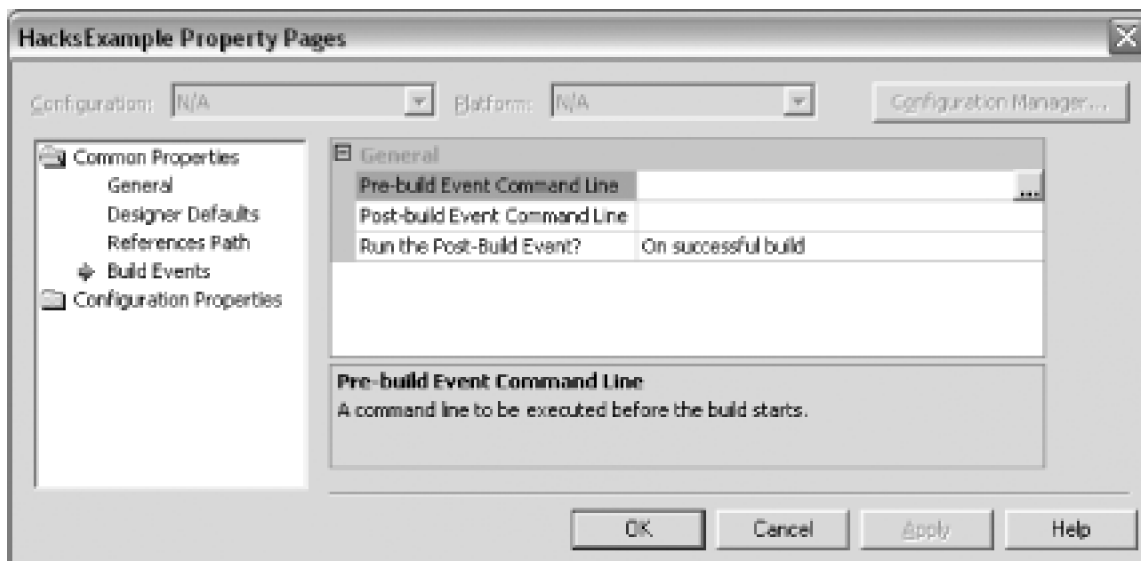 HacksExample Property Pages
Configuration: N/A Platform: N/A Configuration Manager...
Common Properties
General
Designer Defaults
References Path
Build Events
Configuration Properties
General
Pre-build Event Command Line ...
Post-build Event Command Line
Run the Post-Build Event? On successful build
Pre-build Event Command Line
A command line to be executed before the build starts.
OK Cancel Apply Help